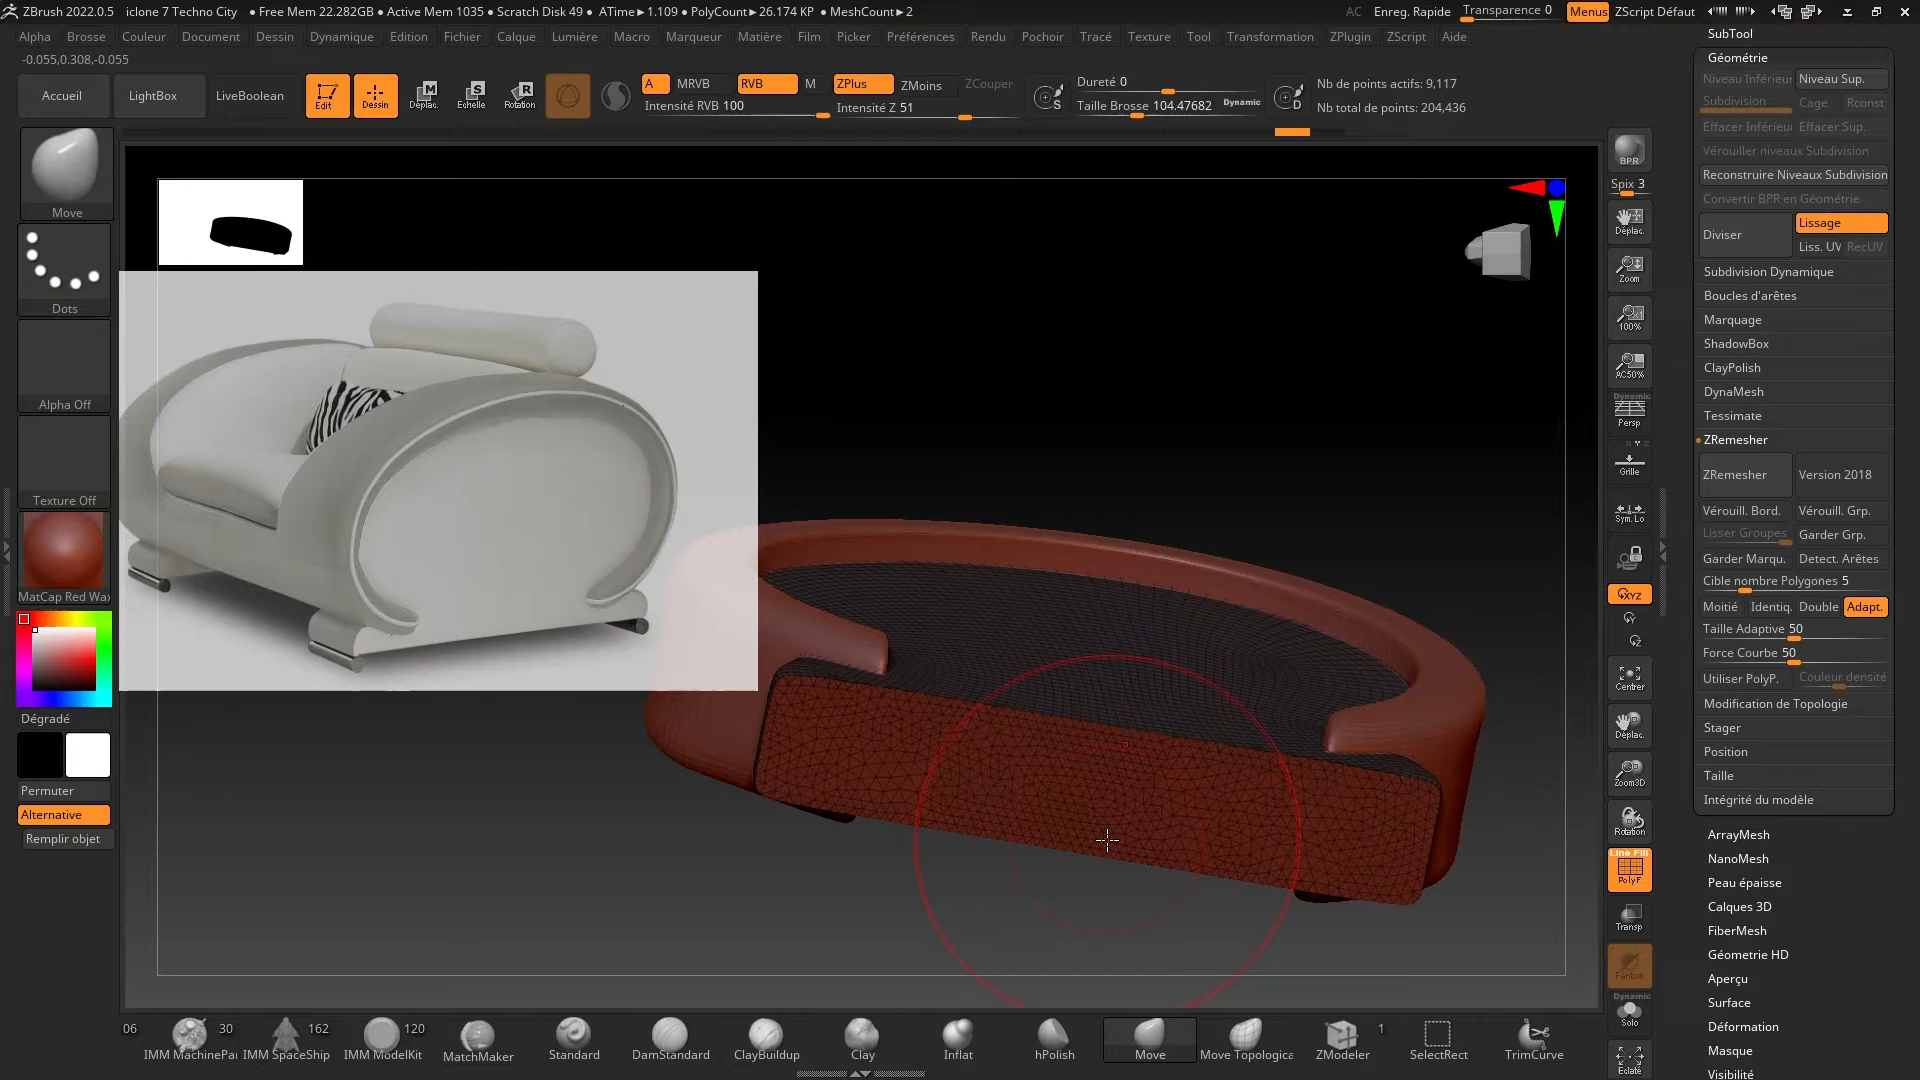 ZBrush 2022.0.5 iclone 7 Techno City • Free Mem 22.282GB • Active Mem 1035 • Scratch Disk 49 • ATime►1.109 • PolyCount►26.174 KP • MeshCount►2 AC Enreg. Rapide Transparence 0 Menus ZScript Défaut
Alpha Brosse Couleur Document Dessin Dynamique Edition Fichier Calque Lumière Macro Marqueur Matière Film Picker Préférences Rendu Pochoir Tracé Texture Tool Transformation ZPlugin ZScript Aide
-0.055,0.308,-0.055
Accueil LightBox LiveBoolean Edit Dessin Déplac. Echelle Rotation
A MRVB RVB M ZPlus ZMoins ZCouper
Intensité RVB 100 Intensité Z 51
S Dureté 0
Taille Brosse 104.47682 Dynamic
D Nb de points actifs: 9,117
Nb total de points: 204,436
Move
Dots
Alpha Off
Texture Off
MatCap Red Wax
Dégradé
Permuter
Alternative
Remplir objet
BPR
Spix 3
Déplac.
Zoom
100%
AC50%
Dynamic
Persp
Grille
Sym. Lo
XYZ
Centrer
Déplac.
Zoom3D
Rotation
Line Fill
PolyF
Transp
Fantom
Dynamic
Solo
Eclaté
SubTool
Géométrie
Niveau Inférieur Niveau Sup.
Subdivision Cage Rconst
Effacer Inférieur Effacer Sup.
Vérouiller niveaux Subdivision
Reconstruire Niveaux Subdivision
Convertir BPR en Géométrie
Diviser Lissage
Liss. UV RecUV
Subdivision Dynamique
Boucles d'arêtes
Marquage
ShadowBox
ClayPolish
DynaMesh
Tessimate
ZRemesher
ZRemesher Version 2018
Vérouill. Bord. Vérouill. Grp.
Lisser Groupes Garder Grp.
Garder Marqu. Detect. Arêtes
Cible nombre Polygones 5
Moitié Identiq. Double Adapt.
Taille Adaptive 50
Force Courbe 50
Utiliser PolyP. Couleur densité
Modification de Topologie
Stager
Position
Taille
Intégrité du modèle
ArrayMesh
NanoMesh
Peau épaisse
Calques 3D
FiberMesh
Géometrie HD
Aperçu
Surface
Déformation
Masque
Visibilité
06 30 162 120 1
IMM MachinePar IMM SpaceShip IMM ModelKit MatchMaker Standard DamStandard ClayBuildup Clay Inflat hPolish Move Move Topologica ZModeler SelectRect TrimCurve